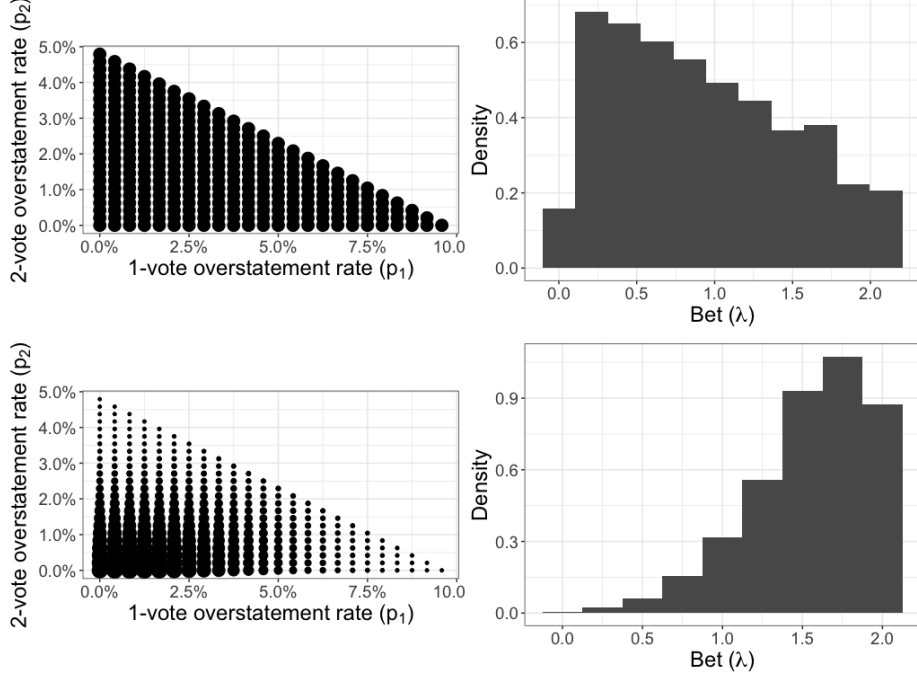 2-vote overstatement rate (p2)
5.0%
4.0%
3.0%
2.0%
1.0%
0.0%
0.0% 2.5% 5.0% 7.5% 10.0
1-vote overstatement rate (p1)
Density
0.6
0.4
0.2
0.0
0.0 0.5 1.0 1.5 2.0
Bet (λ)
2-vote overstatement rate (p2)
5.0%
4.0%
3.0%
2.0%
1.0%
0.0%
0.0% 2.5% 5.0% 7.5% 10.0
1-vote overstatement rate (p1)
Density
0.9
0.6
0.3
0.0
0.0 0.5 1.0 1.5 2.0
Bet (λ)